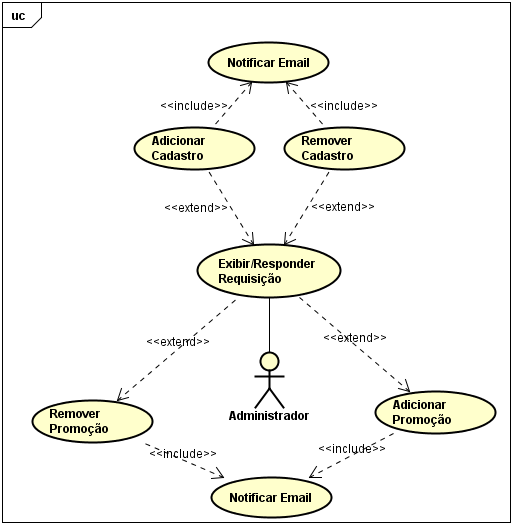 uc
Notificar Email
<<include>>
<<include>>
Adicionar
Cadastro
Remover
Cadastro
<<extend>>
<<extend>>
Exibir/Responder
Requisição
<<extend>>
<<extend>>
Administrador
Remover
Promoção
Adicionar
Promoção
<<include>>
<<include>>
Notificar Email